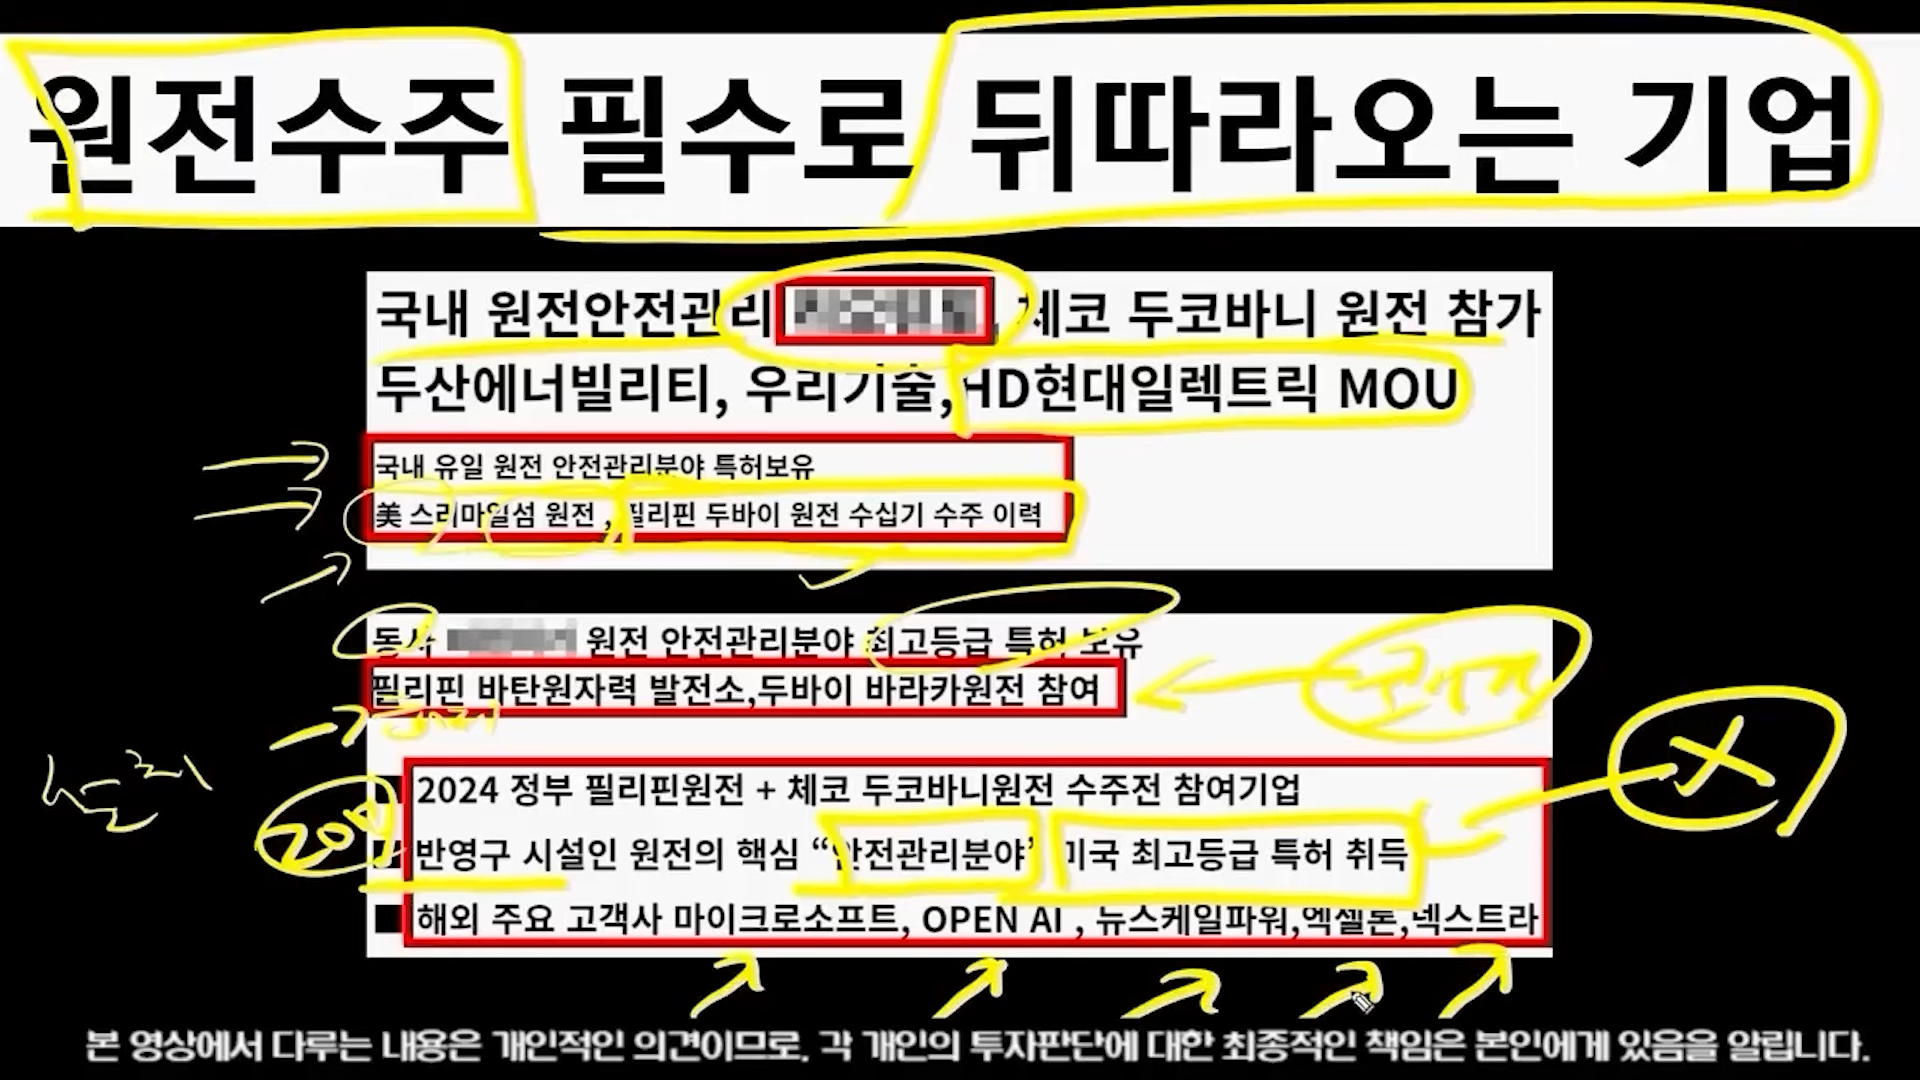 원전수주 필수로 뒤따라오는 기업
국내 원전안전관리 , 체코 두코바니 원전 참가
두산에너빌리티, 우리기술,HD현대일렉트릭 MOU
국내 유일 원전 안전관리분야 특허보유
美 스리마일섬 원전 , 필리핀 두바이 원전 수십기 수주 이력
동사 원전 안전관리분야 최고등급 특허 보유
필리핀 바탄원자력 발전소,두바이 바라카원전 참여
2024 정부 필리핀원전 + 체코 두코바니원전 수주전 참여기업
반영구 시설인 원전의 핵심 “안전관리분야” 미국 최고등급 특허 취득
해외 주요 고객사 마이크로소프트, OPEN AI , 뉴스케일파워,엑셀론,넥스트라
본 영상에서 다루는 내용은 개인적인 의견이므로, 각 개인의 투자판단에 대한 최종적인 책임은 본인에게 있음을 알립니다.